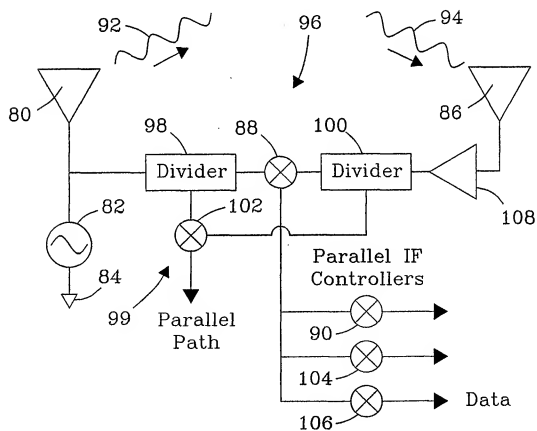 92
94
96
80
86
98
88
100
Divider
Divider
108
82
102
84
99
Parallel
Path
Parallel IF
Controllers
90
104
106
Data